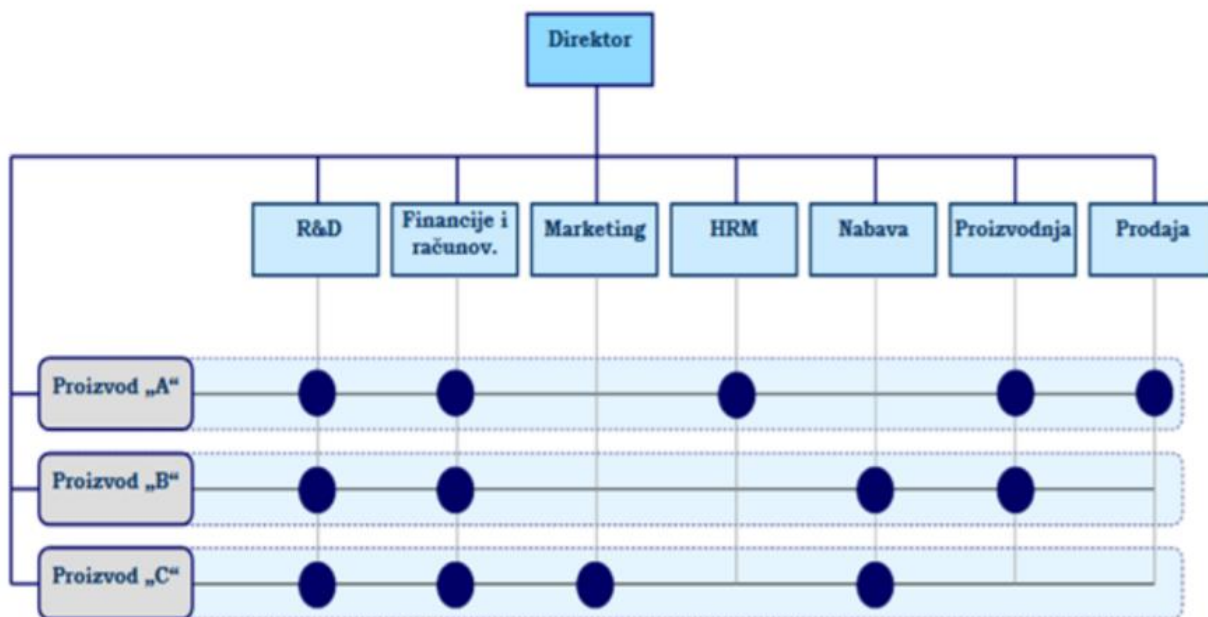 Direktor
R&D
Financije i
računov.
Marketing
HRM
Nabava
Proizvodnja
Prodaja
Proizvod „A“
Proizvod „B“
Proizvod „C“